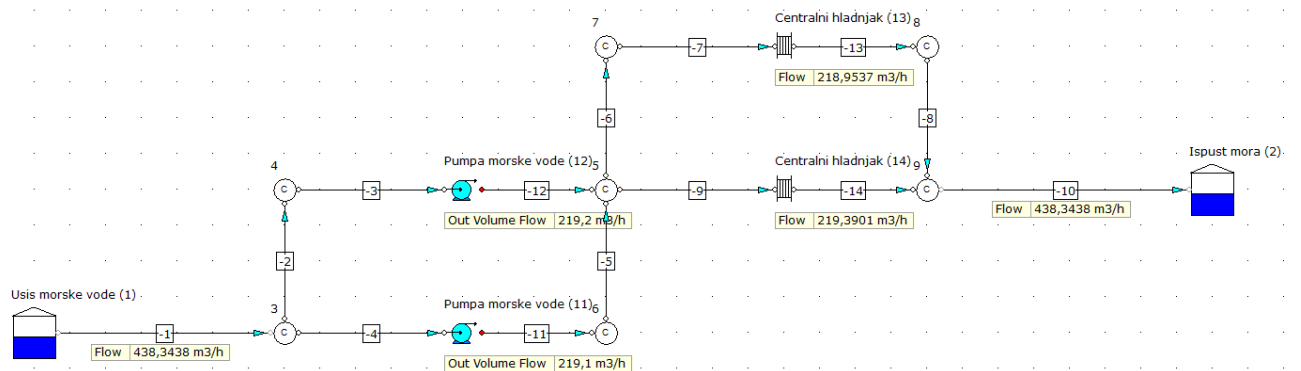 7
Centralni hladnjak (13)
8
-7
-13
Flow 218,9537 m3/h
-6
-8
4
Pumpa morske vode (12)
5
Centralni hladnjak (14)
9
Ispust mora (2)
C
C
C
C
-3
-12
-9
-14
-10
Out Volume Flow 219,2 m3/h
Flow 219,3901 m3/h
Flow 438,3438 m3/h
-2
-5
Usis morske vode (1)
3
Pumpa morske vode (11)
6
-1
C
-4
-11
C
C
Flow 438,3438 m3/h
Out Volume Flow 219,1 m3/h